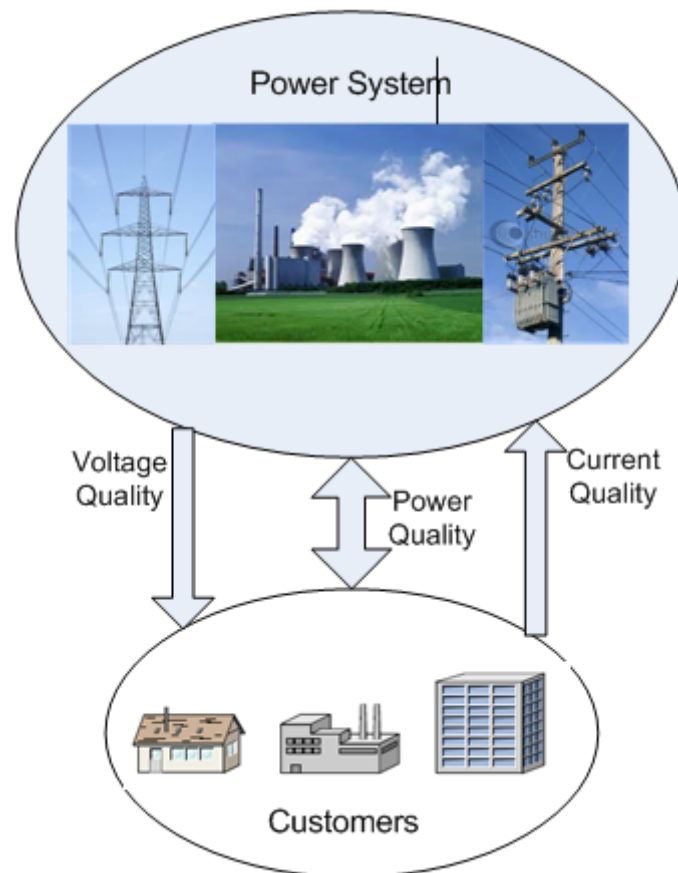 Power System
Voltage
Quality
Power
Quality
Current
Quality
Customers